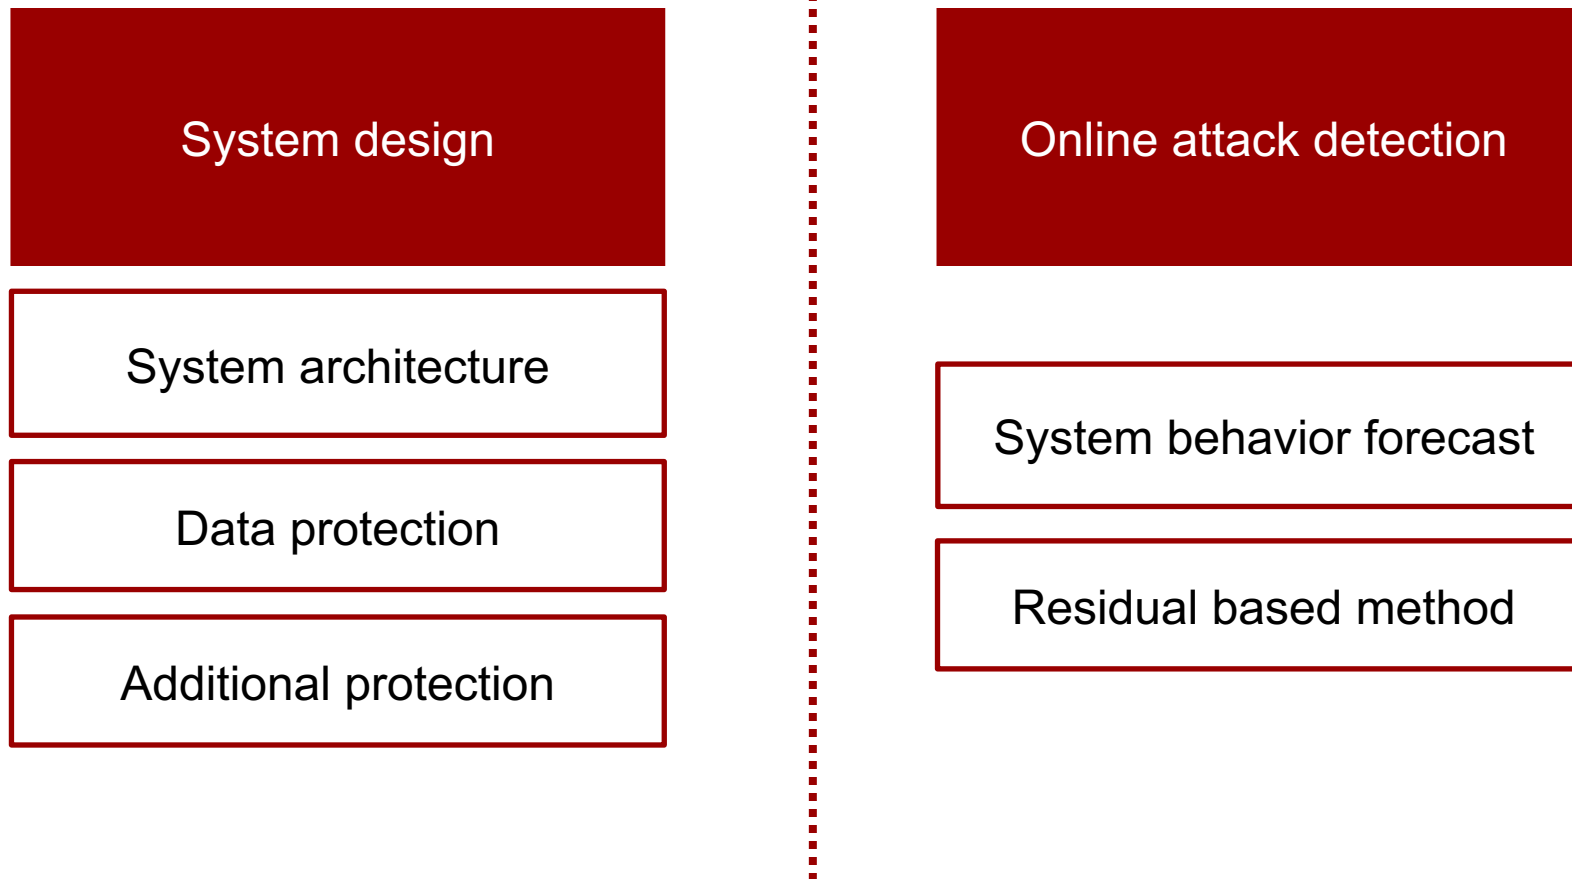 System design
System architecture
Data protection
Additional protection
Online attack detection
System behavior forecast
Residual based method